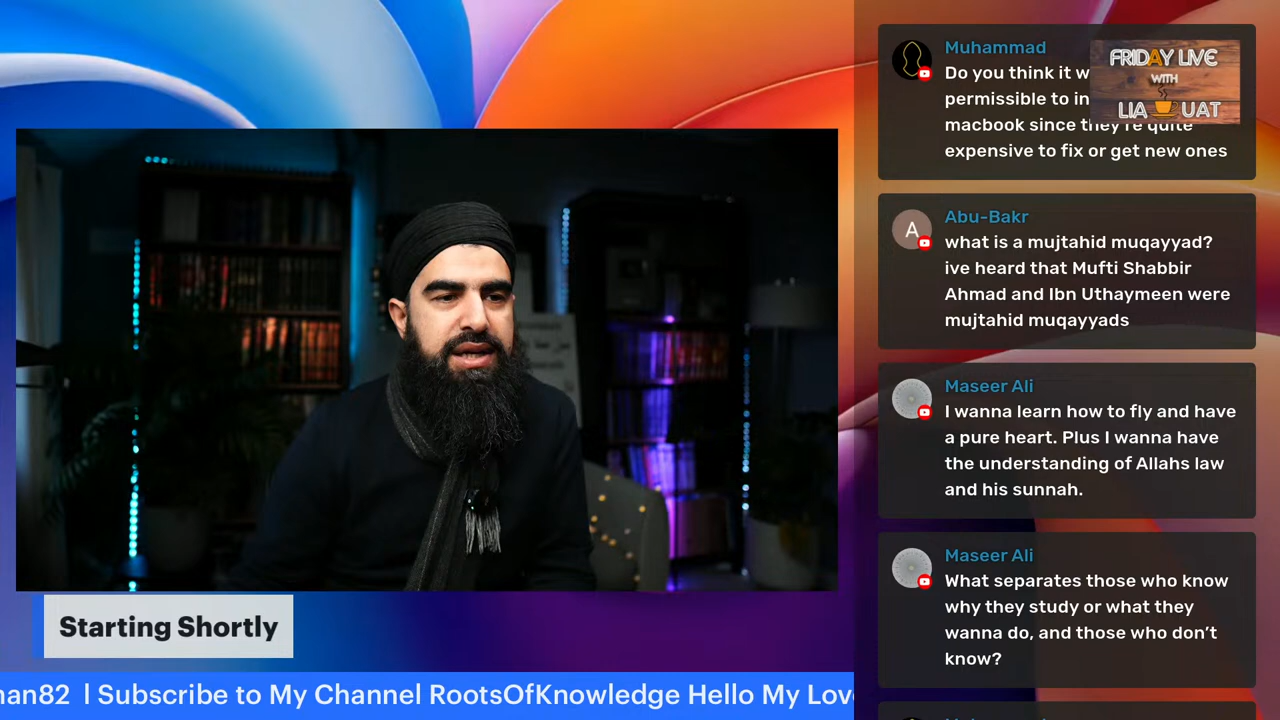 Muhammad
Do you think it w
permissible to in
macbook since they're quite
expensive to fix or get new ones
FRIDAY LIVE
WITH
LIA UAT
A
Abu-Bakr
what is a mujtahid muqayyad?
ive heard that Mufti Shabbir
Ahmad and Ibn Uthaymeen were
mujtahid muqayyads
Maseer Ali
I wanna learn how to fly and have
a pure heart. Plus I wanna have
the understanding of Allahs law
and his sunnah.
Maseer Ali
What separates those who know
why they study or what they
wanna do, and those who don't
know?
Starting Shortly
nan82 | Subscribe to My Channel RootsOfKnowledge Hello My Lov